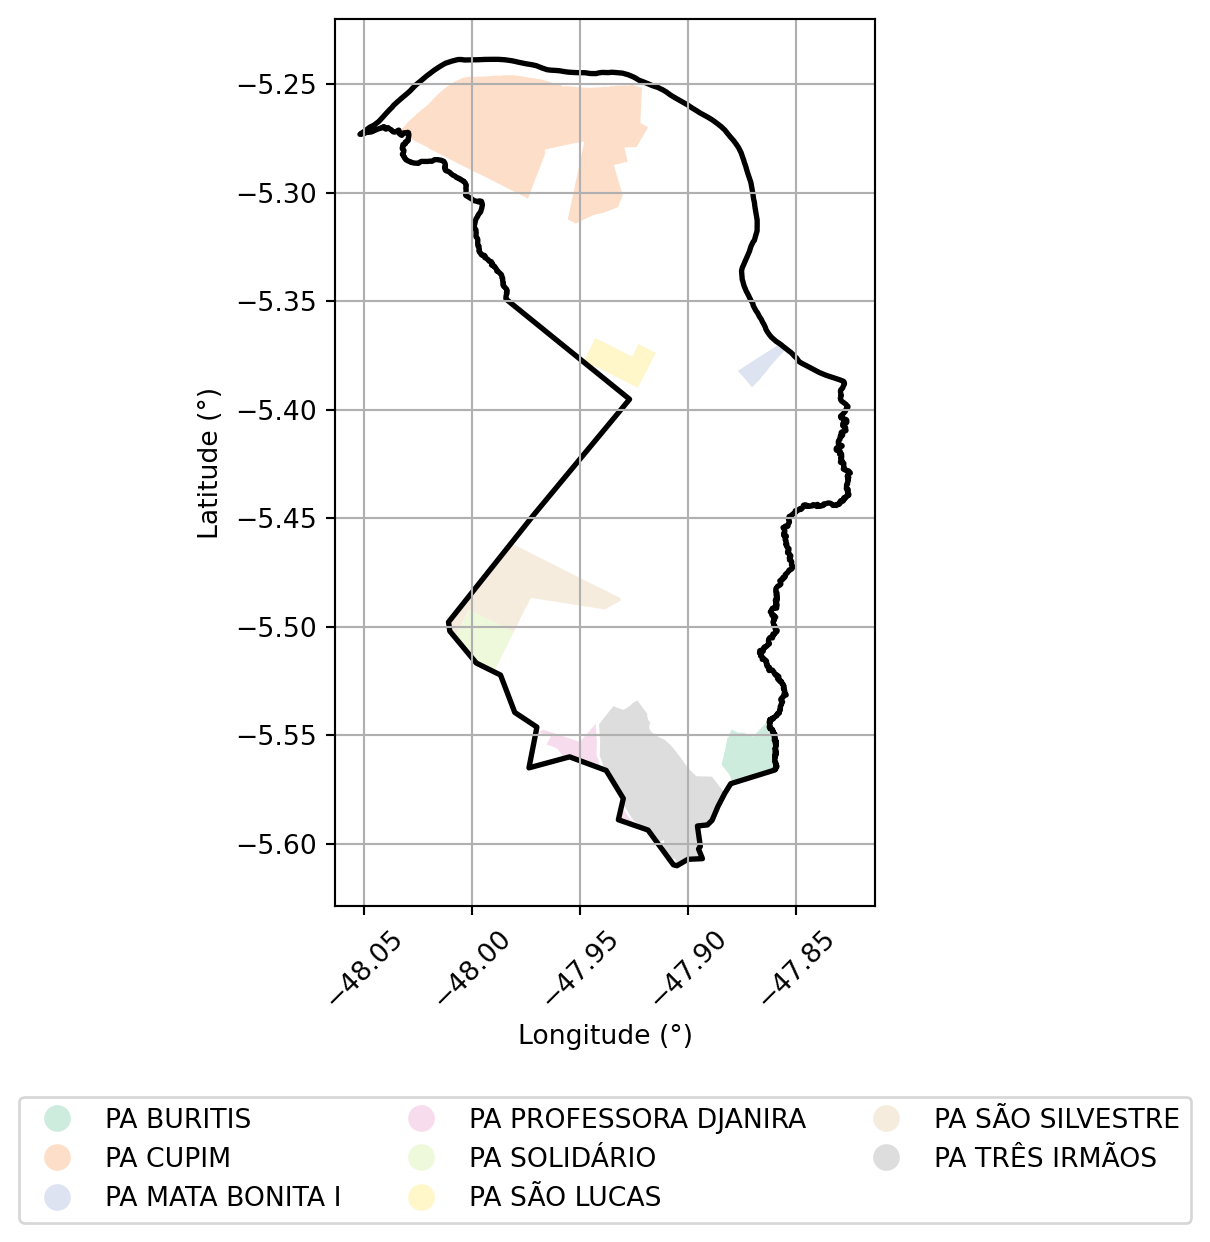 −5.25
−5.30
−5.35
−5.40
−5.45
−5.50
−5.55
−5.60
Latitude (°)
−48.05
−48.00
−47.95
−47.90
−47.85
Longitude (°)
PA BURITIS
PA CUPIM
PA MATA BONITA I
PA PROFESSORA DJANIRA
PA SOLIDÁRIO
PA SÃO LUCAS
PA SÃO SILVESTRE
PA TRÊS IRMÃOS